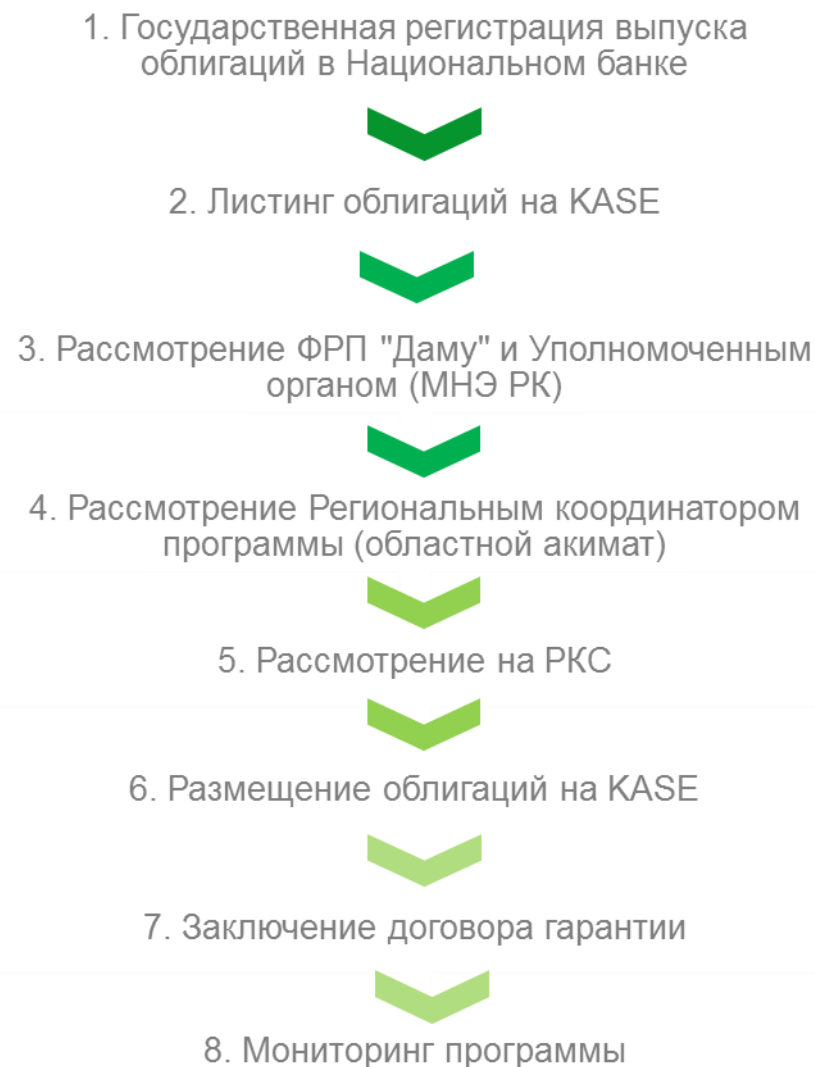 1. Государственная регистрация выпуска
облигаций в Национальном банке
2. Листинг облигаций на KASE
3. Рассмотрение ФРП "Даму" и Уполномоченным
органом (МНЭ РК)
4. Рассмотрение Региональным координатором
программы (областной акимат)
5. Рассмотрение на РКС
6. Размещение облигаций на KASE
7. Заключение договора гарантии
8. Мониторинг программы